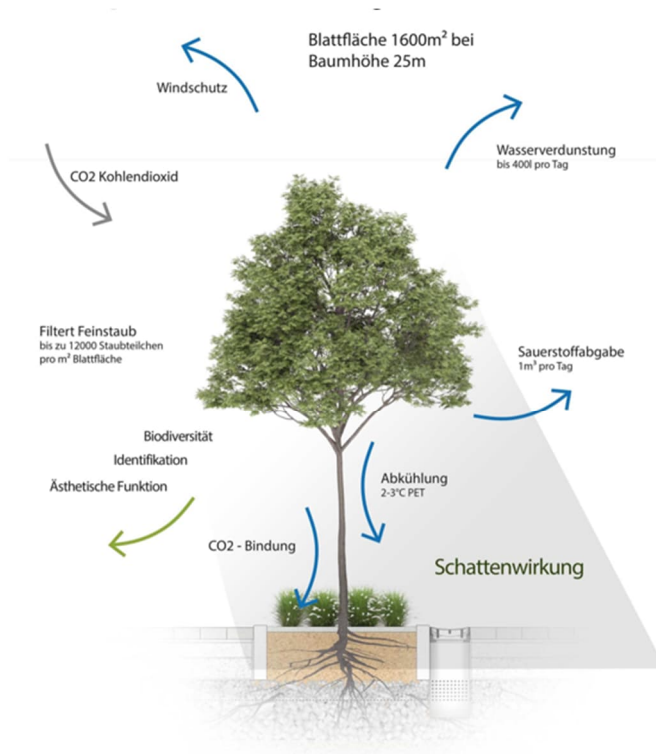 Blattfläche 1600m² bei
Baumhöhe 25m
Windschutz
Wasserverdunstung
bis 400l pro Tag
CO2 Kohlendioxid
Filtert Feinstaub
bis zu 12000 Staubteilchen
pro m² Blattfläche
Sauerstoffabgabe
1m³ pro Tag
Biodiversität
Identifikation
Ästhetische Funktion
Abkühlung
2-3°C PET
CO2 - Bindung
Schattenwirkung